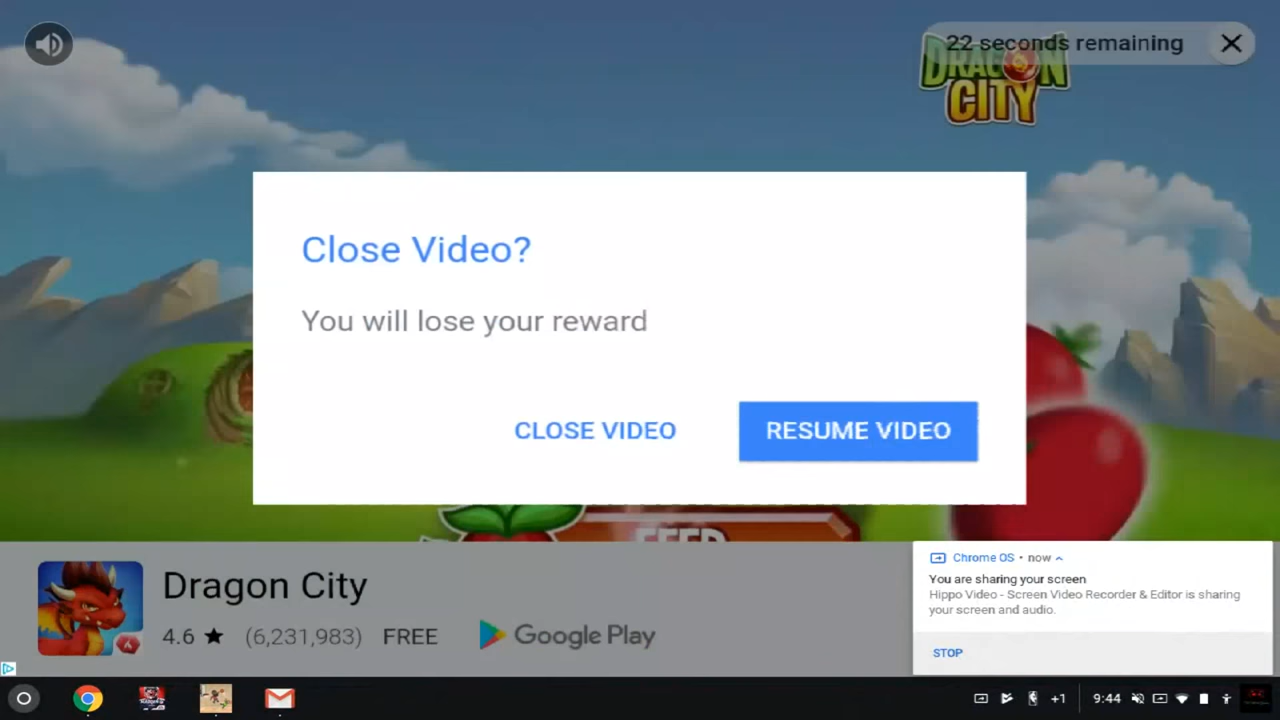 22 seconds remaining
DRAGON
CITY
Close Video?
You will lose your reward
CLOSE VIDEO
RESUME VIDEO
FEED
Dragon City
4.6 ★ (6,231,983) FREE Google Play
Chrome OS • now
You are sharing your screen
Hippo Video - Screen Video Recorder & Editor is sharing
your screen and audio.
STOP
+1 9:44